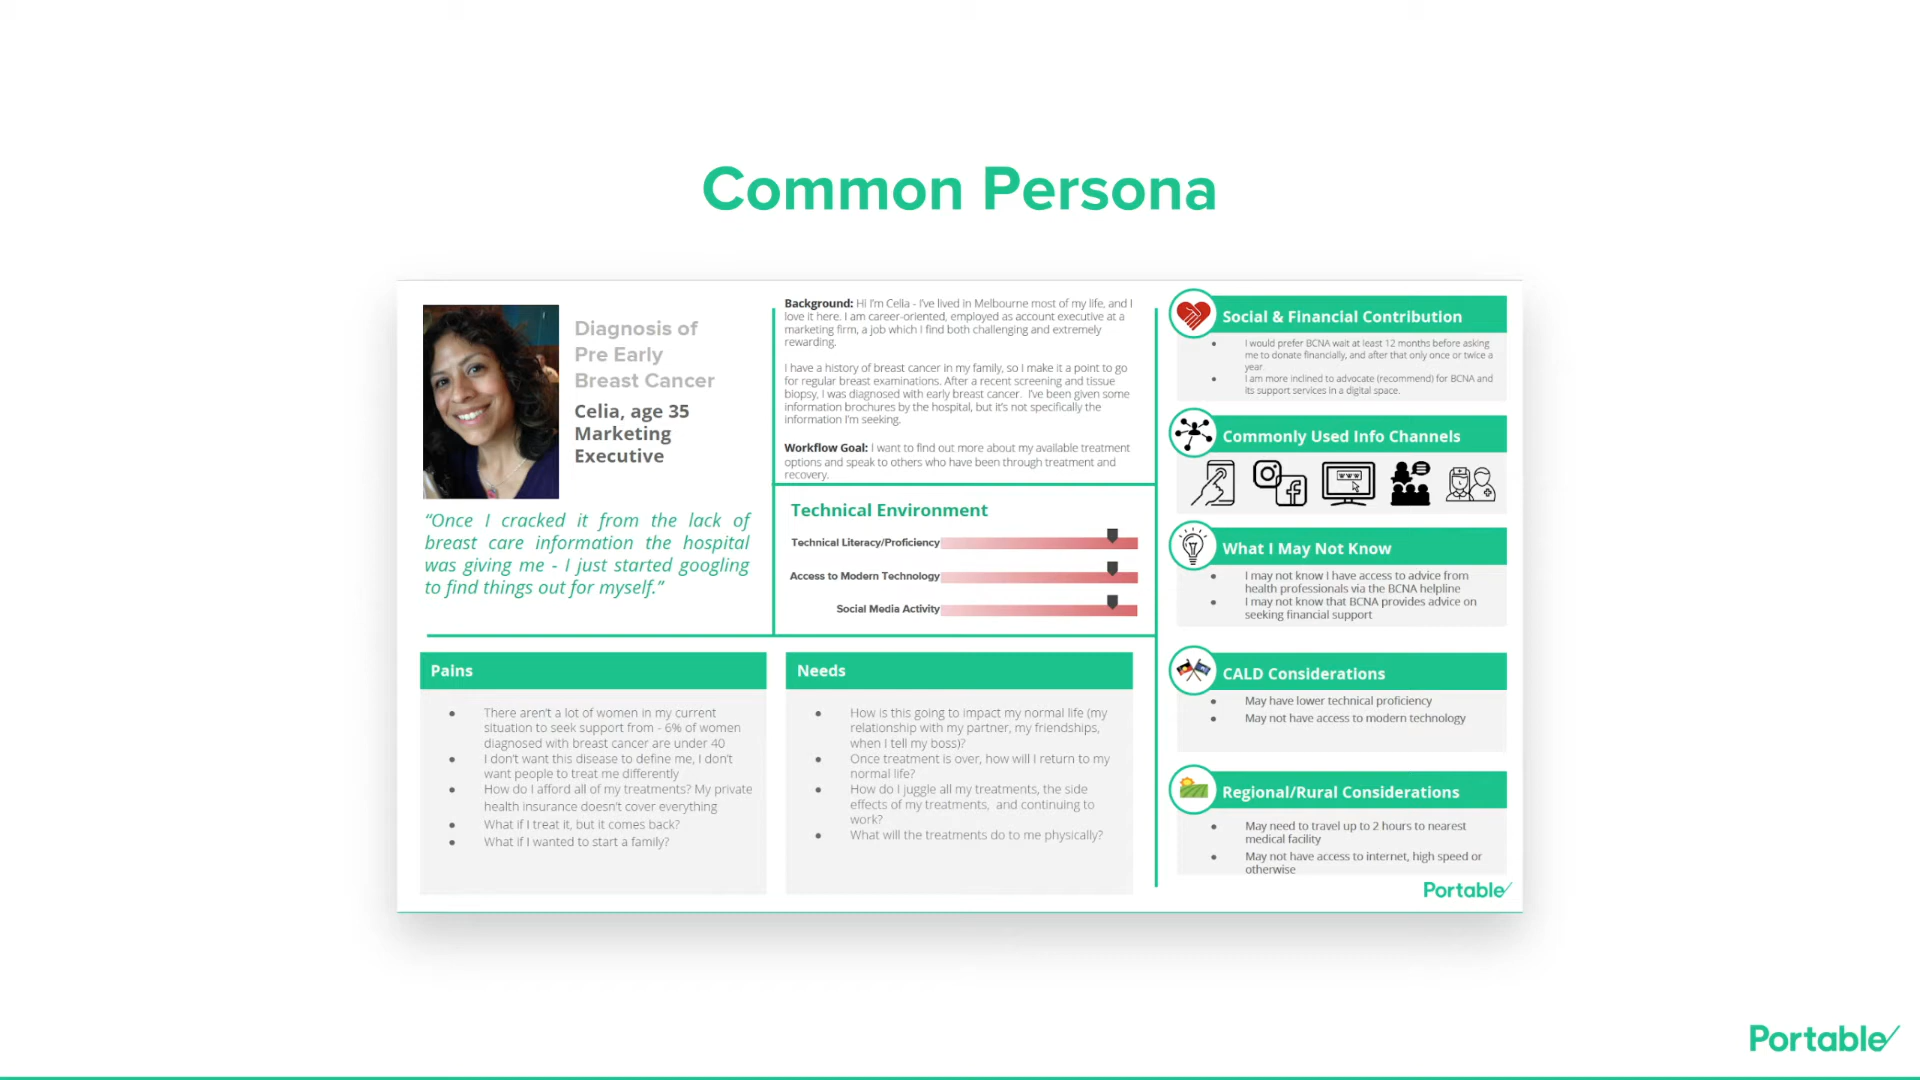 Common Persona
Diagnosis of
Pre Early
Breast Cancer
Celia, age 35
Marketing
Executive
“Once I cracked it from the lack of
breast care information the hospital
was giving me - I just started googling
to find things out for myself.”
Background: Hi I’m Celia - I’ve lived in Melbourne most of my life, and I
love it here. I am career-oriented, employed as account executive at a
marketing firm, a job which I find both challenging and extremely
rewarding.
I have a history of breast cancer in my family, so I make it a point to go
for regular breast examinations. After a recent screening and tissue
biopsy, I was diagnosed with early breast cancer. I’ve been given some
information brochures by the hospital, but it’s not specifically the
information I’m seeking.
Workflow Goal: I want to find out more about my available treatment
options and speak to others who have been through treatment and
recovery.
Technical Environment
Technical Literacy/Proficiency
Access to Modern Technology
Social Media Activity
Pains
• There aren’t a lot of women in my current
situation to seek support from - 6% of women
diagnosed with breast cancer are under 40
• I don’t want this disease to define me, I don’t
want people to treat me differently
• How do I afford all of my treatments? My private
health insurance doesn’t cover everything
• What if I treat it, but it comes back?
• What if I wanted to start a family?
Needs
• How is this going to impact my normal life (my
relationship with my partner, my friendships,
when I tell my boss)?
• Once treatment is over, how will I return to my
normal life?
• How do I juggle all my treatments, the side
effects of my treatments, and continuing to
work?
• What will the treatments do to me physically?
Social & Financial Contribution
• I would prefer BCNA wait at least 12 months before asking
me to donate financially, and after that only once or twice a
year.
• I am more inclined to advocate (recommend) for BCNA and
its support services in a digital space.
Commonly Used Info Channels
www
What I May Not Know
• I may not know I have access to advice from
health professionals via the BCNA helpline
• I may not know that BCNA provides advice on
seeking financial support
CALD Considerations
• May have lower technical proficiency
• May not have access to modern technology
Regional/Rural Considerations
• May need to travel up to 2 hours to nearest
medical facility
• May not have access to internet, high speed or
otherwise
Portable
Portable